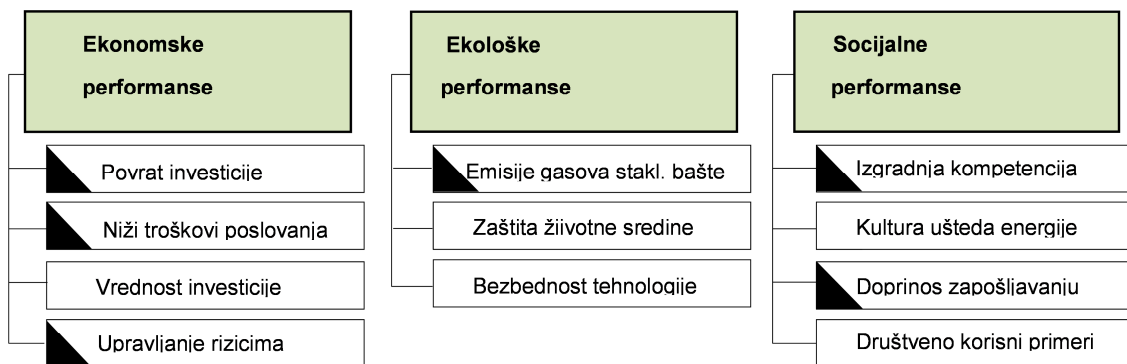 Ekonomske
performanse
Povrat investicije
Niži troškovi poslovanja
Vrednost investicije
Upravljanje rizicima
Ekološke
performanse
Emisije gasova stakl. bašte
Zaštita žiivotne sredine
Bezbednost tehnologije
Socijalne
performanse
Izgradnja kompetencija
Kultura ušteda energije
Doprinos zapošljavanju
Društveno korisni primeri